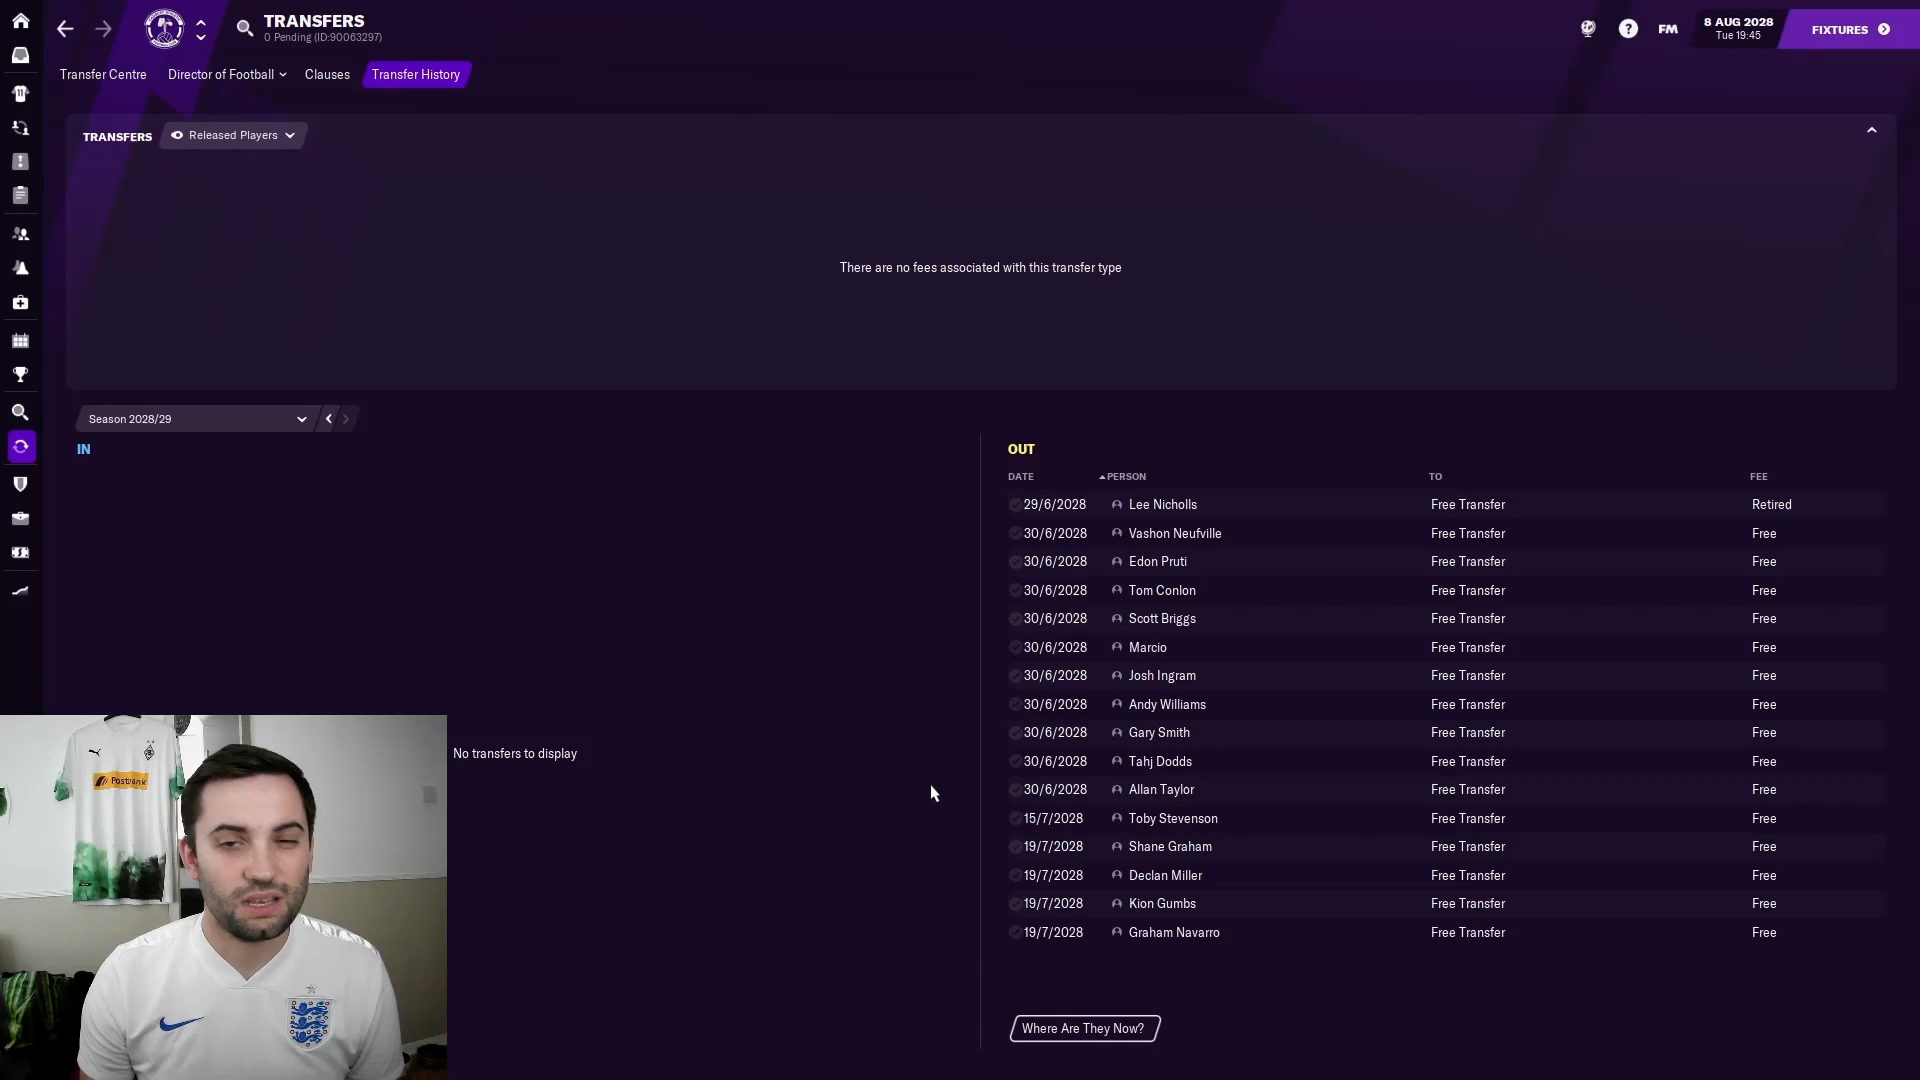 TRANSFERS
0 Pending (ID:90063297)
FM
8 AUG 2028
Tue 19:45
FIXTURES
Transfer Centre
Director of Football
Clauses
Transfer History
TRANSFERS
Released Players
There are no fees associated with this transfer type
Season 2028/29
IN
No transfers to display
OUT
DATE PERSON TO FEE
29/6/2028 Lee Nicholls Free Transfer Retired
30/6/2028 Vashon Neufville Free Transfer Free
30/6/2028 Edon Pruti Free Transfer Free
30/6/2028 Tom Conlon Free Transfer Free
30/6/2028 Scott Briggs Free Transfer Free
30/6/2028 Marcio Free Transfer Free
30/6/2028 Josh Ingram Free Transfer Free
30/6/2028 Andy Williams Free Transfer Free
30/6/2028 Gary Smith Free Transfer Free
30/6/2028 Tahj Dodds Free Transfer Free
30/6/2028 Allan Taylor Free Transfer Free
15/7/2028 Toby Stevenson Free Transfer Free
19/7/2028 Shane Graham Free Transfer Free
19/7/2028 Declan Miller Free Transfer Free
19/7/2028 Kion Gumbs Free Transfer Free
19/7/2028 Graham Navarro Free Transfer Free
Where Are They Now?
Postbank